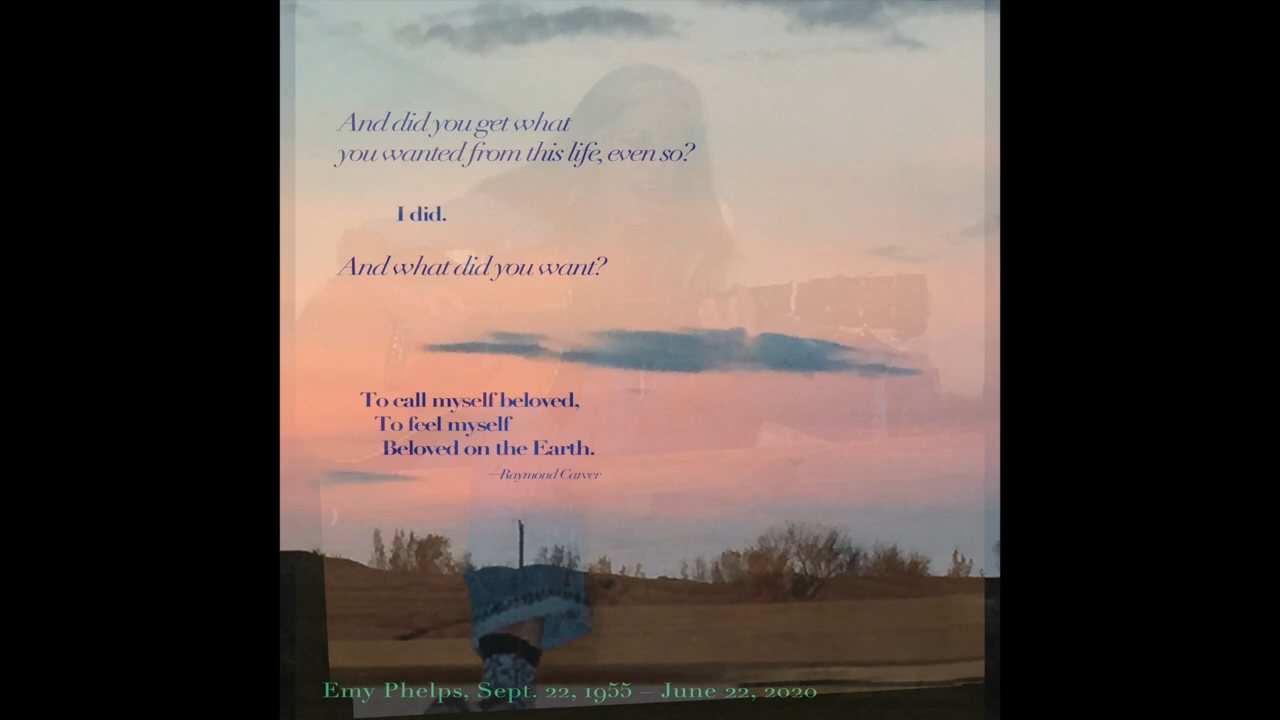 And did you get what
you wanted from this life, even so?
I did.
And what did you want?
To call myself beloved,
To feel myself
Beloved on the Earth.
—Raymond Carver
Emy Phelps, Sept. 22, 1955 – June 22, 2020